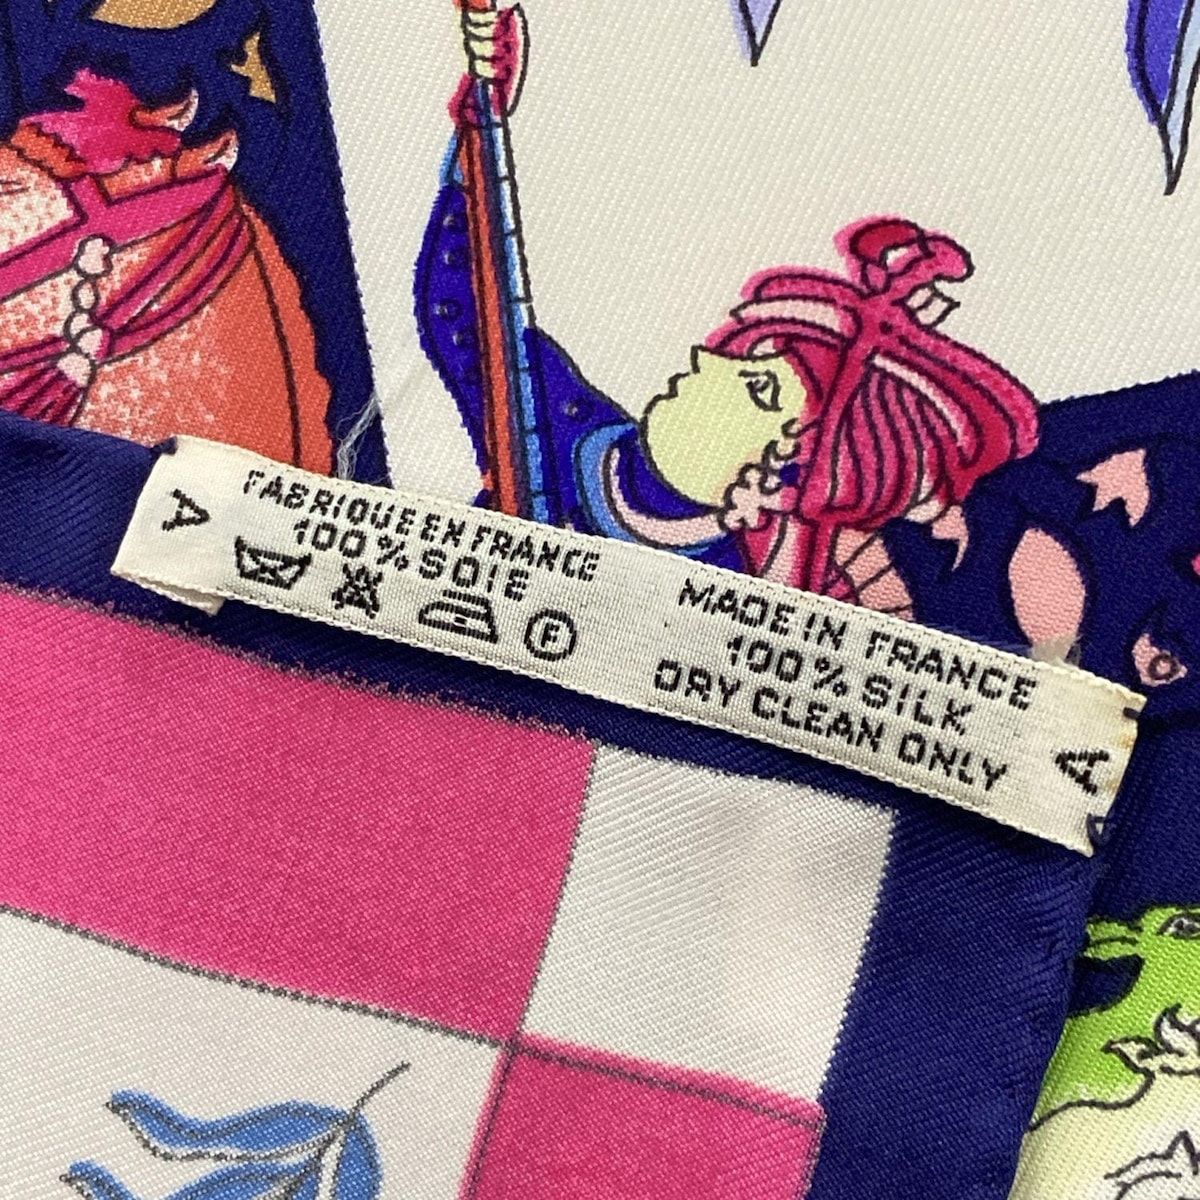 A
FABRIQUE EN FRANCE
100% SOIE
F
MADE IN FRANCE
100% SILK
DRY CLEAN ONLY
A